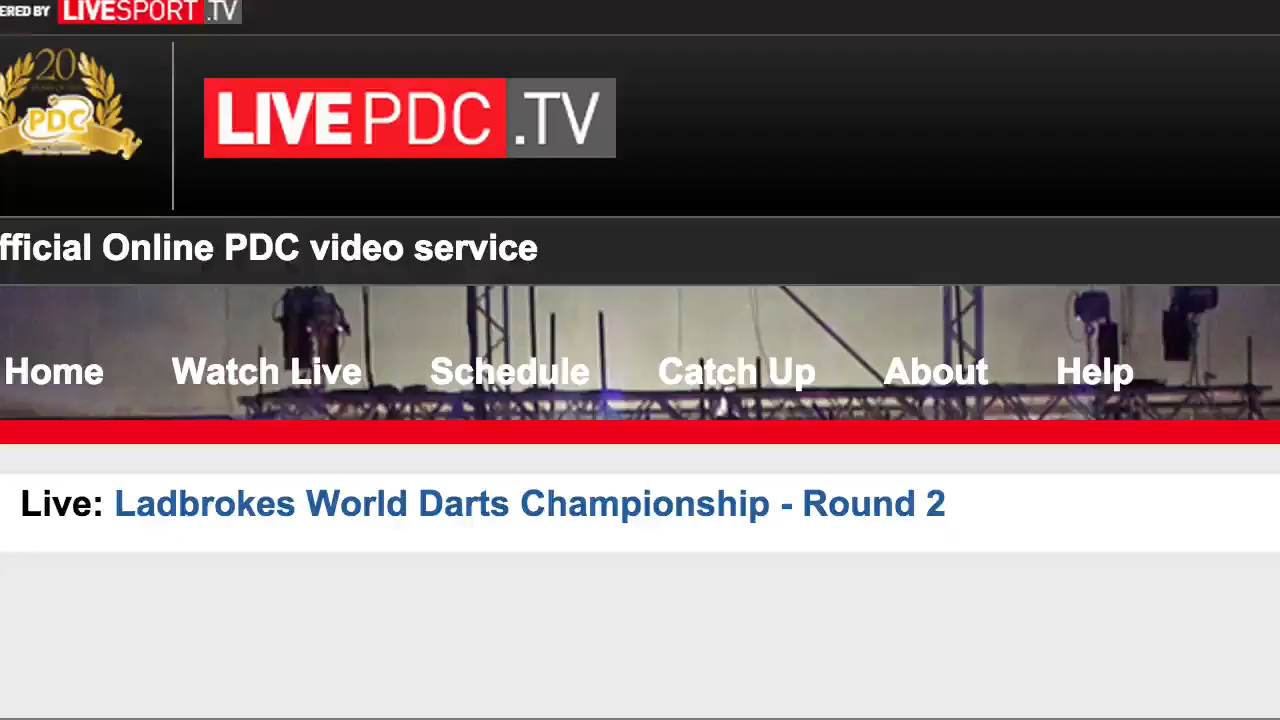 ERED BY LIVESPORT.TV
20
PDC
LIVEPDC.TV
fficial Online PDC video service
Home Watch Live Schedule Catch Up About Help
Live: Ladbrokes World Darts Championship - Round 2